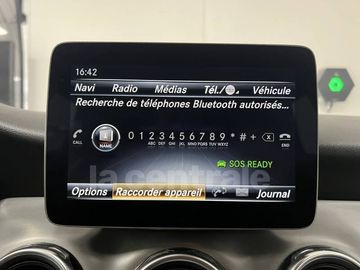 16:42
Navi Radio Médias Tél./ Véhicule
Recherche de téléphones Bluetooth autorisés...
CALL NAME 0 1 2 3 4 5 6 7 8 9 * # + END
ABC DEF GHI JKL MNO PQRS TUV WXYZ
SOS READY
la centrale
Options Raccorder appareil Journal